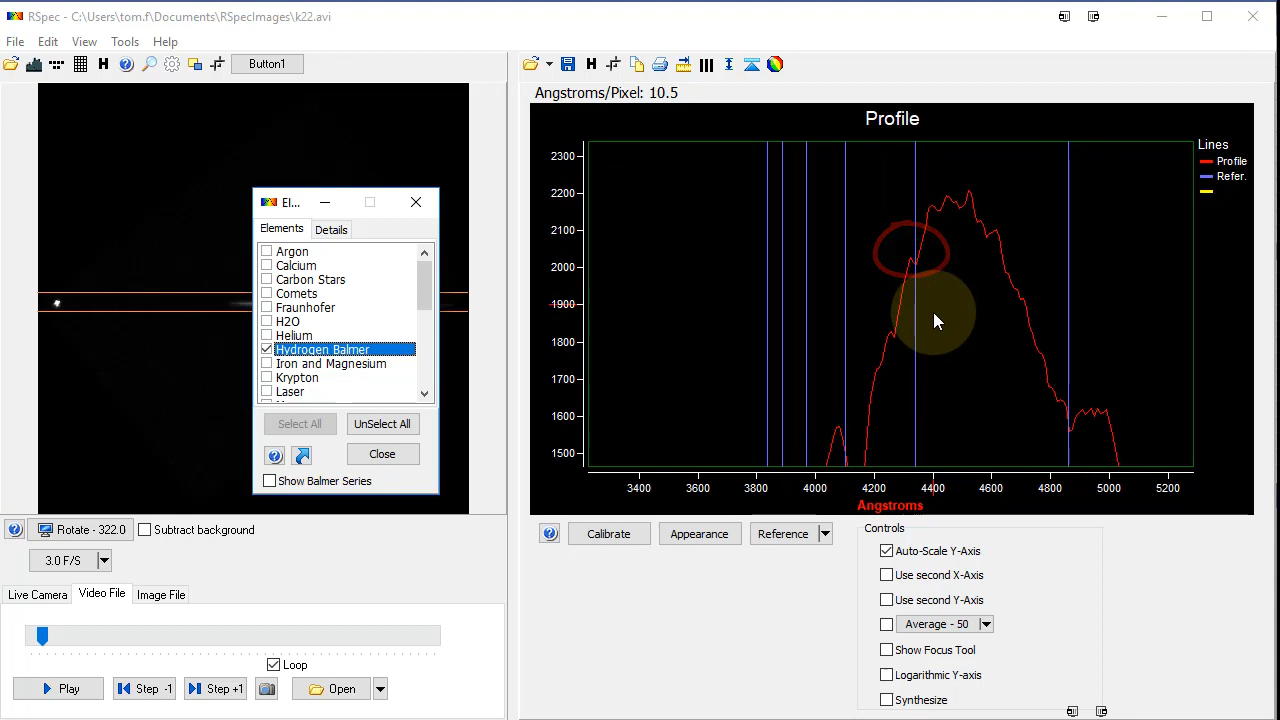 RSpec - C:\Users\tom.f\Documents\RSpecImages\k22.avi
File Edit View Tools Help
H
Button1
H
Angstroms/Pixel: 10.5
Profile
Lines
Profile
Refer.
2300
2200
2100
2000
1900
1800
1700
1600
1500
3400 3600 3800 4000 4200 4400 4600 4800 5000 5200
Angstroms
El...
Elements Details
Argon
Calcium
Carbon Stars
Comets
Fraunhofer
H2O
Helium
Hydrogen Balmer
Iron and Magnesium
Krypton
Laser
Select All UnSelect All
Close
Show Balmer Series
Rotate - 322.0 Subtract background
3.0 F/S
Live Camera Video File Image File
Loop
Play Step -1 Step +1 Open
Calibrate Appearance Reference
Controls
Auto-Scale Y-Axis
Use second X-Axis
Use second Y-Axis
Average - 50
Show Focus Tool
Logarithmic Y-axis
Synthesize